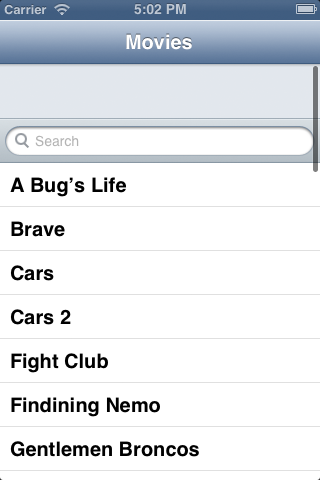 Carrier 5:02 PM
Movies
Search
A Bug’s Life
Brave
Cars
Cars 2
Fight Club
Findining Nemo
Gentlemen Broncos